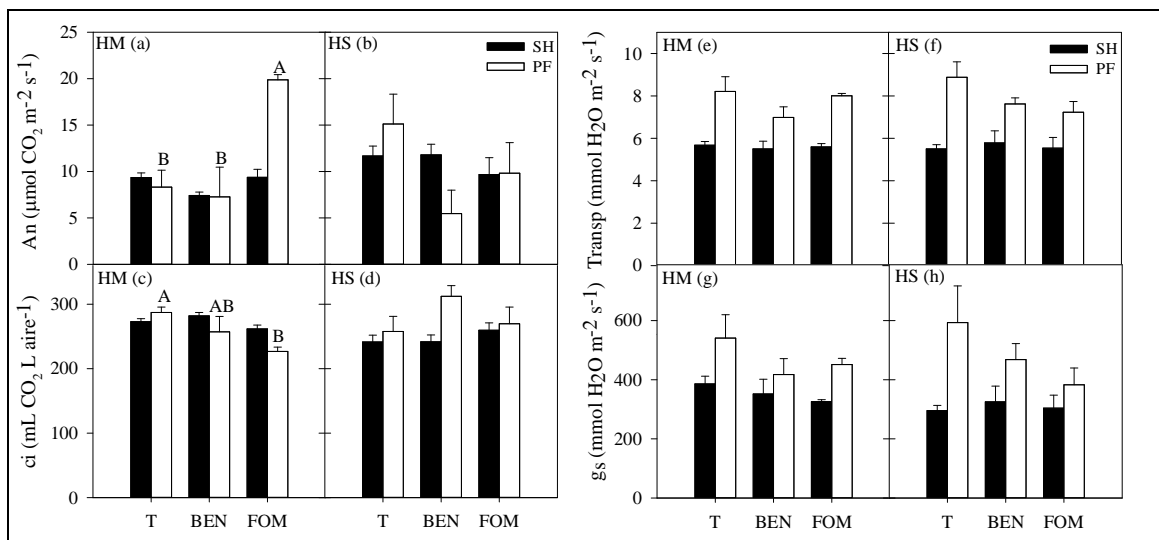 HM (a)
HS (b)
SH
PF
An (µmol CO2 m-2 s-1)
25
20
15
10
5
0
B
B
A
HM (c)
HS (d)
ci (mL CO2 L aire-1)
300
200
100
0
A
AB
B
T
BEN
FOM
T
BEN
FOM
HM (e)
HS (f)
SH
PF
Transp (mmol H2O m-2 s-1)
10
8
6
4
2
0
HM (g)
HS (h)
gs (mmol H2O m-2 s-1)
600
400
200
0
T
BEN
FOM
T
BEN
FOM